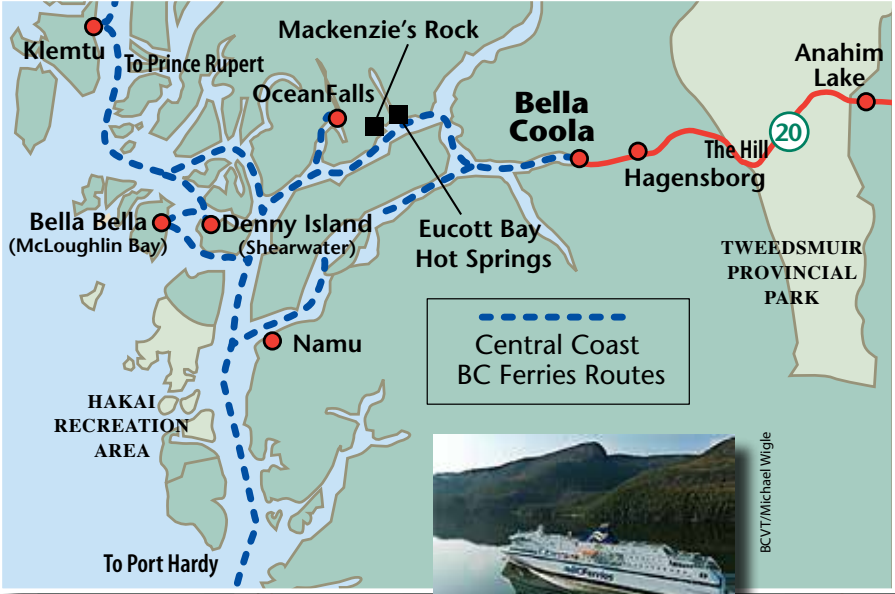 Klemtu
To Prince Rupert
Mackenzie's Rock
OceanFalls
Bella
Coola
Anahim
Lake
20
The Hill
Hagensborg
Bella Bella
(McLoughlin Bay)
Denny Island
(Shearwater)
Eucott Bay
Hot Springs
TWEEDSMUIR
PROVINCIAL
PARK
Central Coast
BC Ferries Routes
Namu
HAKAI
RECREATION
AREA
To Port Hardy
BCFerries
BCVT/Michael Wigle